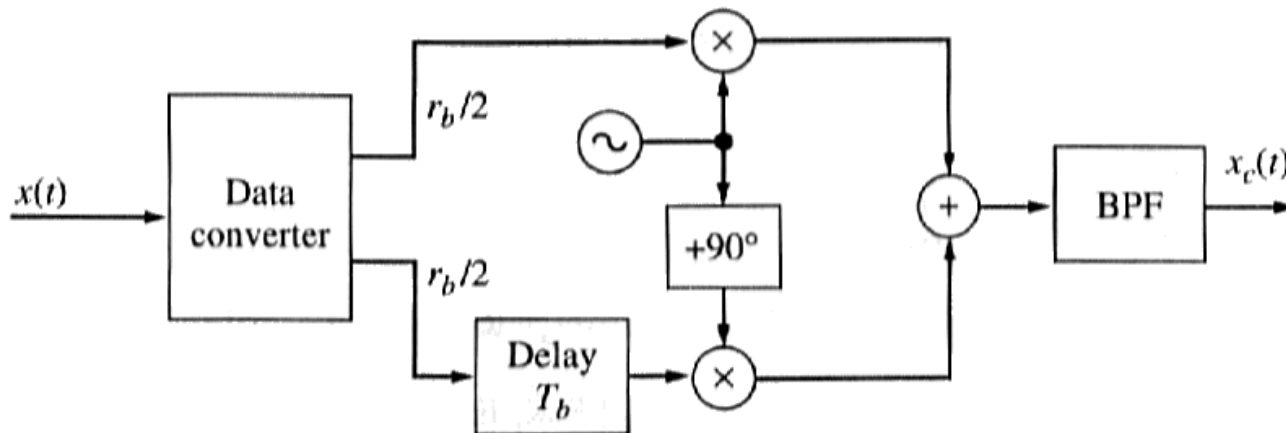 x(t)
Data
converter
r_b/2
r_b/2
Delay
T_b
×
~
+90°
×
+
BPF
x_c(t)